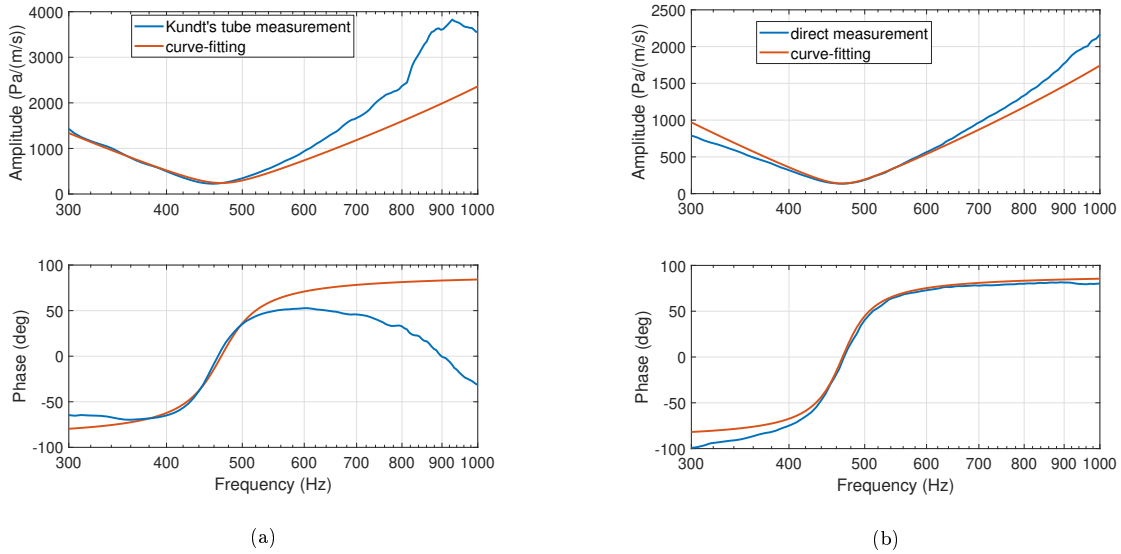 Kundt's tube measurement
curve-fitting
Amplitude (Pa/(m/s))
4000
3000
2000
1000
0
300 400 500 600 700 800 900 1000
direct measurement
curve-fitting
Amplitude (Pa/(m/s))
2500
2000
1500
1000
500
0
300 400 500 600 700 800 900 1000
Phase (deg)
100
50
0
-50
-100
300 400 500 600 700 800 900 1000
Frequency (Hz)
Phase (deg)
100
50
0
-50
-100
300 400 500 600 700 800 900 1000
Frequency (Hz)
(a)
(b)